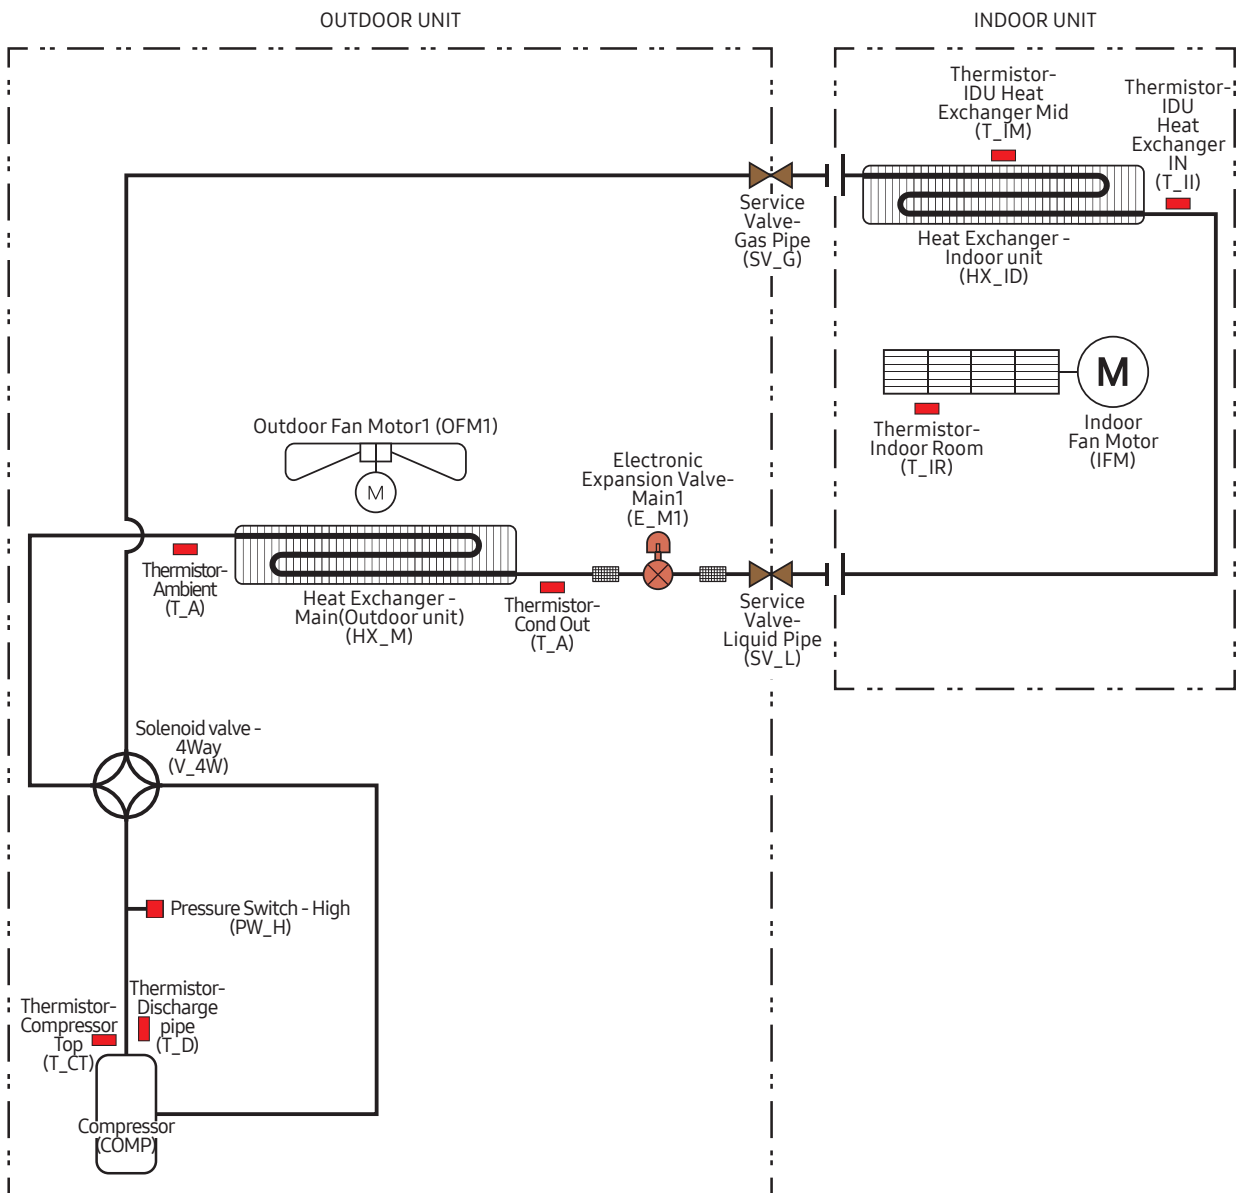 OUTDOOR UNIT
INDOOR UNIT
Thermistor-
IDU Heat
Exchanger Mid
(T_IM)
Thermistor-
IDU
Heat
Exchanger
IN
(T_II)
Service
Valve-
Gas Pipe
(SV_G)
Heat Exchanger -
Indoor unit
(HX_ID)
M
Thermistor-
Indoor Room
(T_IR)
Indoor
Fan Motor
(IFM)
Outdoor Fan Motor1 (OFM1)
M
Electronic
Expansion Valve-
Main1
(E_M1)
Thermistor-
Ambient
(T_A)
Heat Exchanger -
Main(Outdoor unit)
(HX_M)
Thermistor-
Cond Out
(T_A)
Service
Valve-
Liquid Pipe
(SV_L)
Solenoid valve -
4Way
(V_4W)
Pressure Switch - High
(PW_H)
Thermistor-
Discharge
pipe
(T_D)
Thermistor-
Compressor
Top
(T_CT)
Compressor
(COMP)